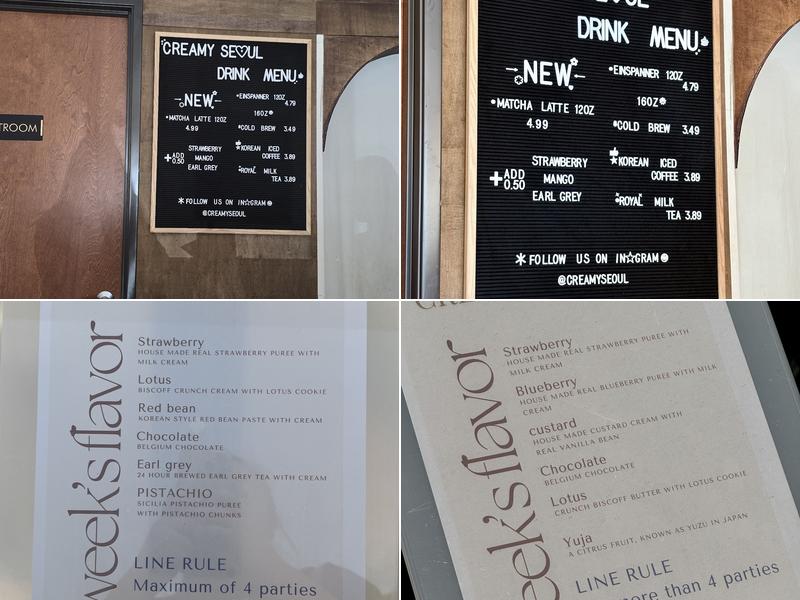 TROOM
CREAMY SEOUL
DRINK MENU
NEW
*MATCHA LATTE 12OZ
4.99
+ADD
0.50
STRAWBERRY
MANGO
EARL GREY
*EINSPANNER 12OZ
4.79
16OZ
*COLD BREW 3.49
*KOREAN ICED
COFFEE 3.89
*ROYAL MILK
TEA 3.89
*FOLLOW US ON IN☆GRAM
@CREAMYSEOUL
DRINK MENU
NEW
*MATCHA LATTE 12OZ
4.99
+ADD
0.50
STRAWBERRY
MANGO
EARL GREY
*EINSPANNER 12OZ
4.79
16OZ
*COLD BREW 3.49
*KOREAN ICED
COFFEE 3.89
*ROYAL MILK
TEA 3.89
*FOLLOW US ON IN☆GRAM
@CREAMYSEOUL
week's flavor
Strawberry
HOUSE MADE REAL STRAWBERRY PUREE WITH
MILK CREAM
Lotus
BISCOFF CRUNCH CREAM WITH LOTUS COOKIE
Red bean
KOREAN STYLE RED BEAN PASTE WITH CREAM
Chocolate
BELGIUM CHOCOLATE
Earl grey
24 HOUR BREWED EARL GREY TEA WITH CREAM
PISTACHIO
SICILIA PISTACHIO PUREE
WITH PISTACHIO CHUNKS
LINE RULE
Maximum of 4 parties
eek's flavor
Strawberry
HOUSE MADE REAL STRAWBERRY PUREE WITH
MILK CREAM
Blueberry
HOUSE MADE REAL BLUEBERRY PUREE WITH MILK
CREAM
custard
HOUSE MADE CUSTARD CREAM WITH
REAL VANILLA BEAN
Chocolate
BELGIUM CHOCOLATE
Lotus
CRUNCH BISCOFF BUTTER WITH LOTUS COOKIE
Yuja
A CITRUS FRUIT, KNOWN AS YUZU IN JAPAN
LINE RULE
more than 4 parties